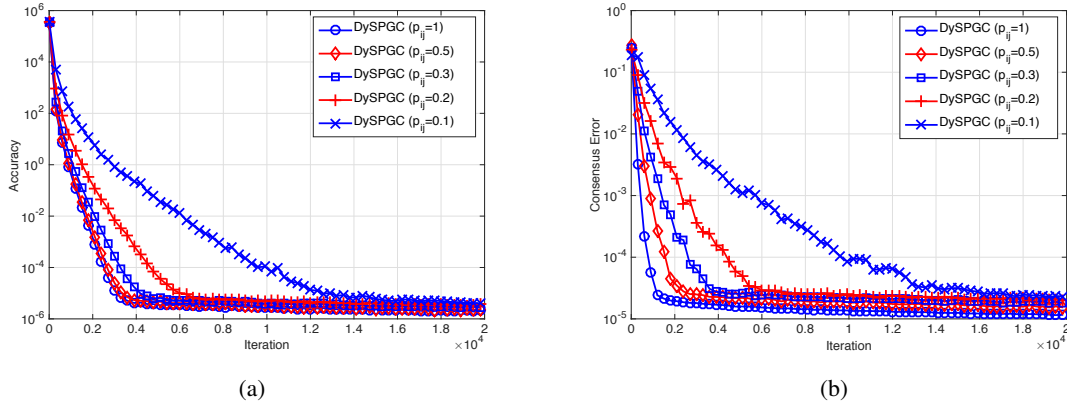 10^6
10^4
10^2
10^0
10^-2
10^-4
10^-6
Accuracy
0 0.2 0.4 0.6 0.8 1 1.2 1.4 1.6 1.8 2
Iteration
×10^4
DySPGC (p_ij=1)
DySPGC (p_ij=0.5)
DySPGC (p_ij=0.3)
DySPGC (p_ij=0.2)
DySPGC (p_ij=0.1)
(a)
10^0
10^-1
10^-2
10^-3
10^-4
10^-5
Consensus Error
0 0.2 0.4 0.6 0.8 1 1.2 1.4 1.6 1.8 2
Iteration
×10^4
DySPGC (p_ij=1)
DySPGC (p_ij=0.5)
DySPGC (p_ij=0.3)
DySPGC (p_ij=0.2)
DySPGC (p_ij=0.1)
(b)